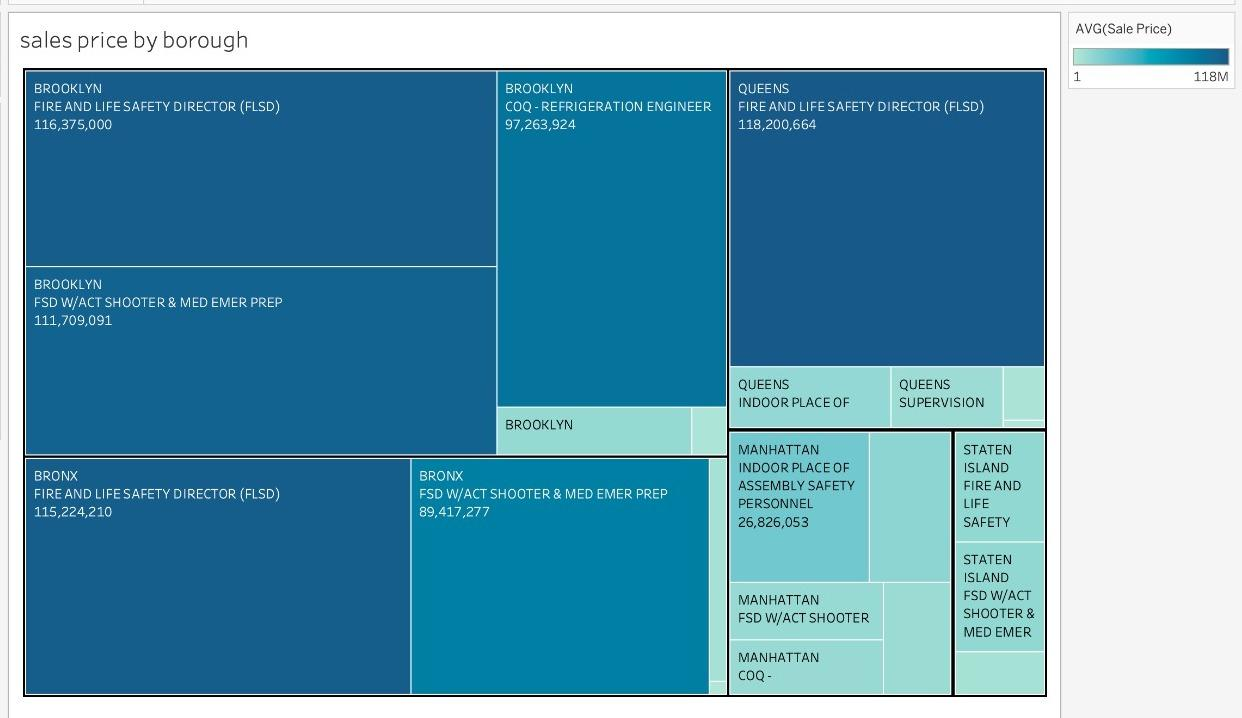 sales price by borough
AVG(Sale Price)
1 118M
BROOKLYN
FIRE AND LIFE SAFETY DIRECTOR (FLSD)
116,375,000
BROOKLYN
COQ - REFRIGERATION ENGINEER
97,263,924
QUEENS
FIRE AND LIFE SAFETY DIRECTOR (FLSD)
118,200,664
BROOKLYN
FSD W/ACT SHOOTER & MED EMER PREP
111,709,091
BROOKLYN
QUEENS
INDOOR PLACE OF
QUEENS
SUPERVISION
BRONX
FIRE AND LIFE SAFETY DIRECTOR (FLSD)
115,224,210
BRONX
FSD W/ACT SHOOTER & MED EMER PREP
89,417,277
MANHATTAN
INDOOR PLACE OF
ASSEMBLY SAFETY
PERSONNEL
26,826,053
MANHATTAN
FSD W/ACT SHOOTER
MANHATTAN
COQ -
STATEN
ISLAND
FIRE AND
LIFE
SAFETY
STATEN
ISLAND
FSD W/ACT
SHOOTER &
MED EMER